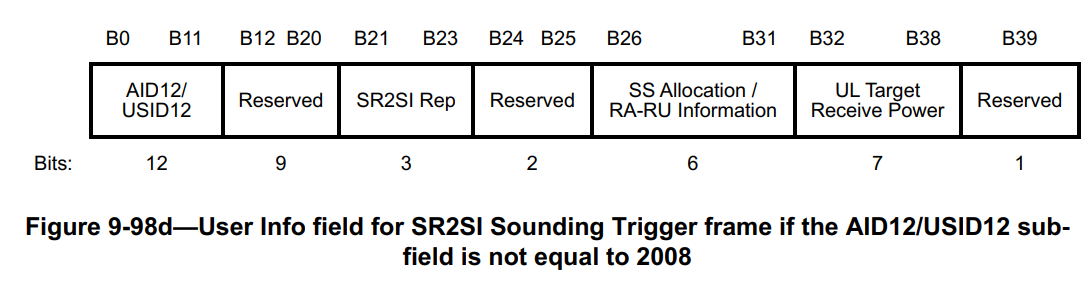 B0 B11 B12 B20 B21 B23 B24 B25 B26 B31 B32 B38 B39
AID12/
USID12
Reserved
SR2SI Rep
Reserved
SS Allocation /
RA-RU Information
UL Target
Receive Power
Reserved
Bits: 12 9 3 2 6 7 1
Figure 9-98d—User Info field for SR2SI Sounding Trigger frame if the AID12/USID12 sub-
field is not equal to 2008